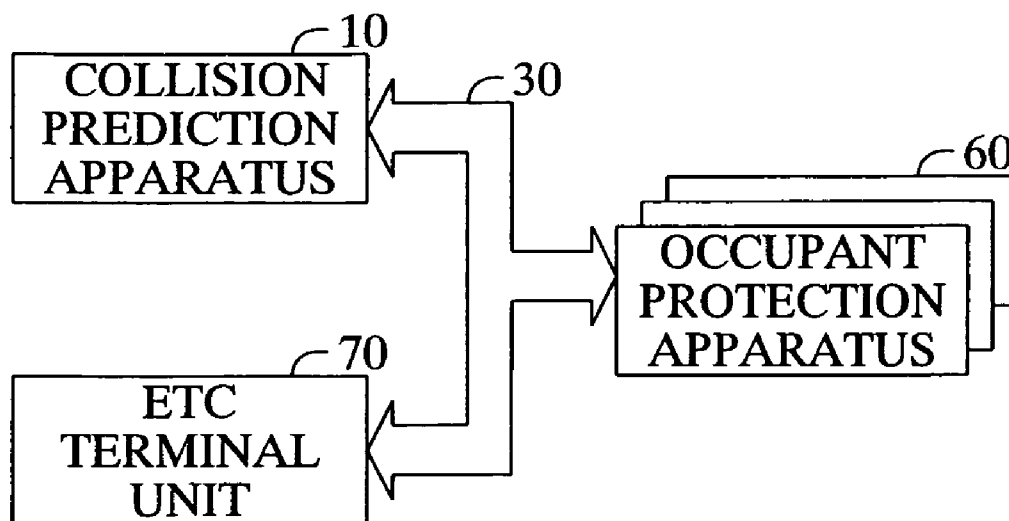 10
COLLISION
PREDICTION
APPARATUS
30
60
OCCUPANT
PROTECTION
APPARATUS
70
ETC
TERMINAL
UNIT